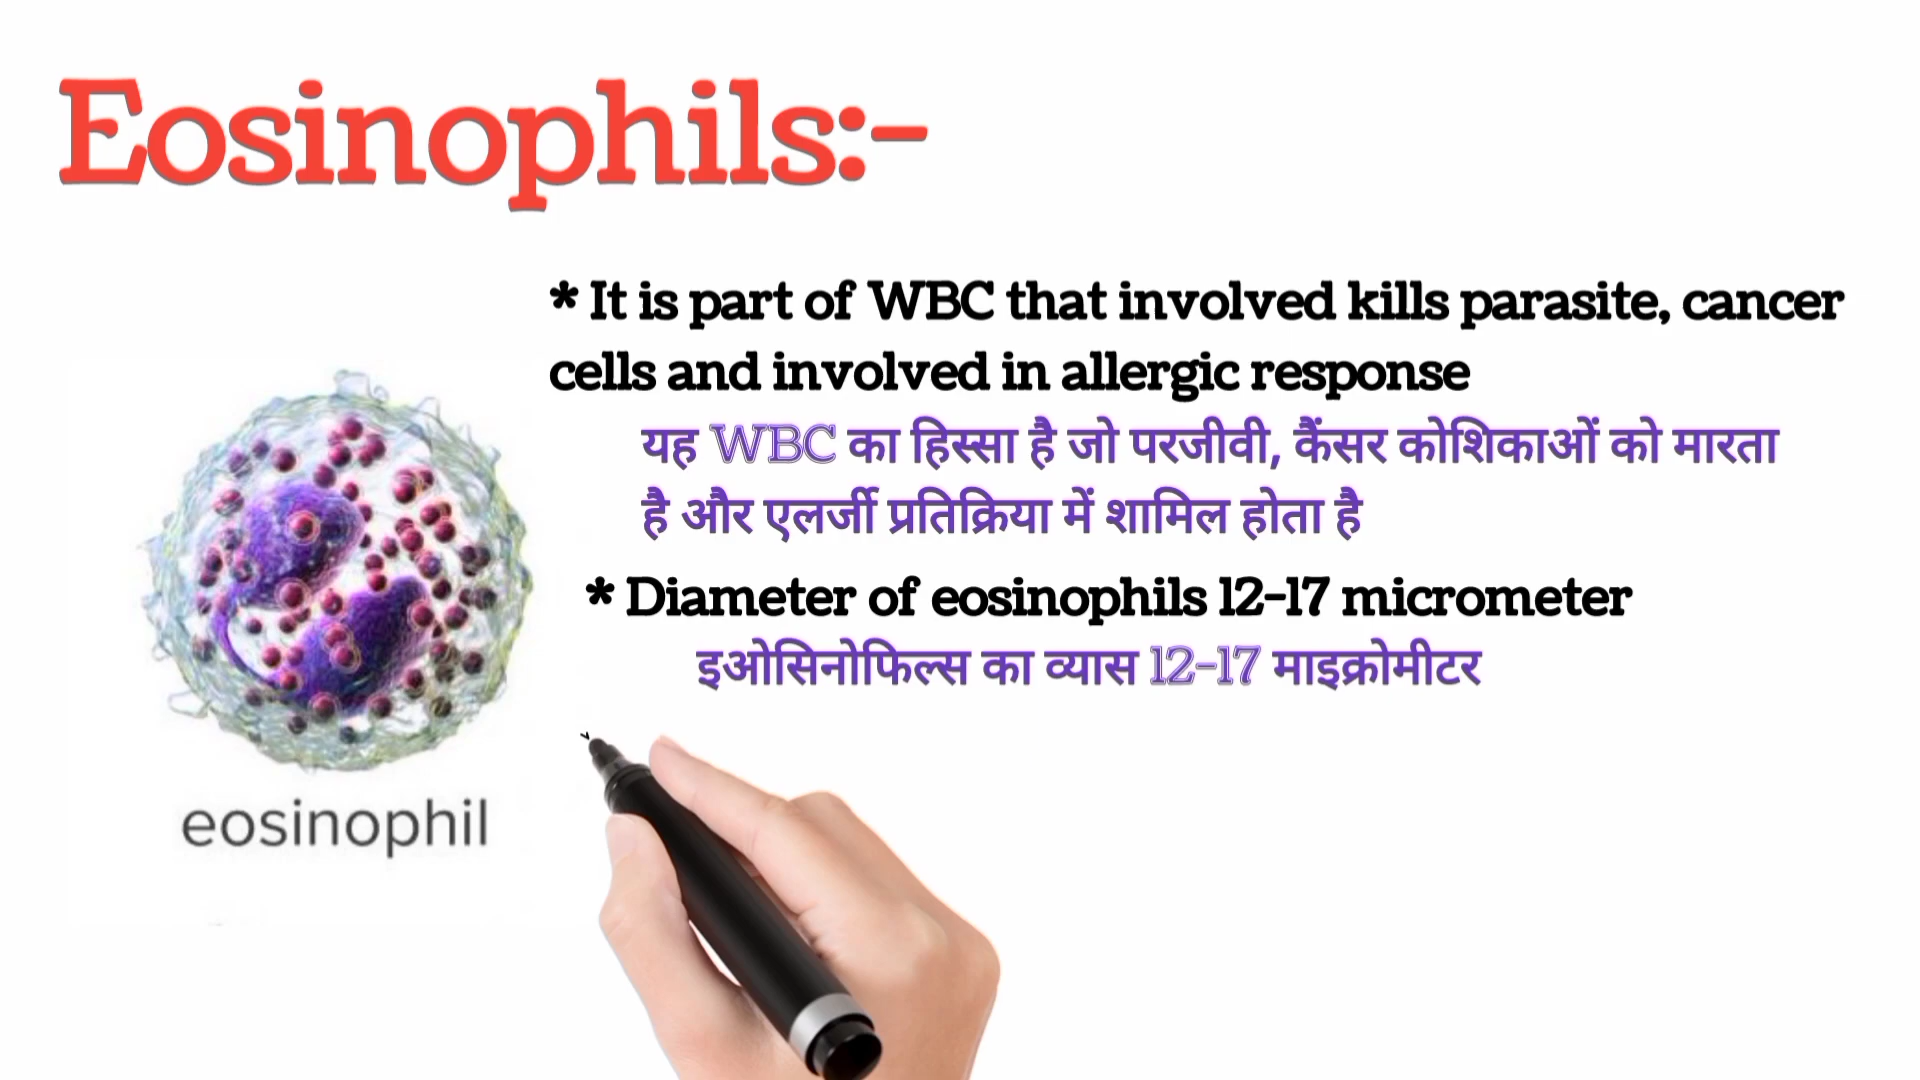 Eosinophils:-
* It is part of WBC that involved kills parasite, cancer
cells and involved in allergic response
यह WBC का हिस्सा है जो परजीवी, कैंसर कोशिकाओं को मारता
है और एलर्जी प्रतिक्रिया में शामिल होता है
* Diameter of eosinophils 12-17 micrometer
इओसिनोफिल्स का व्यास 12-17 माइक्रोमीटर
eosinophil